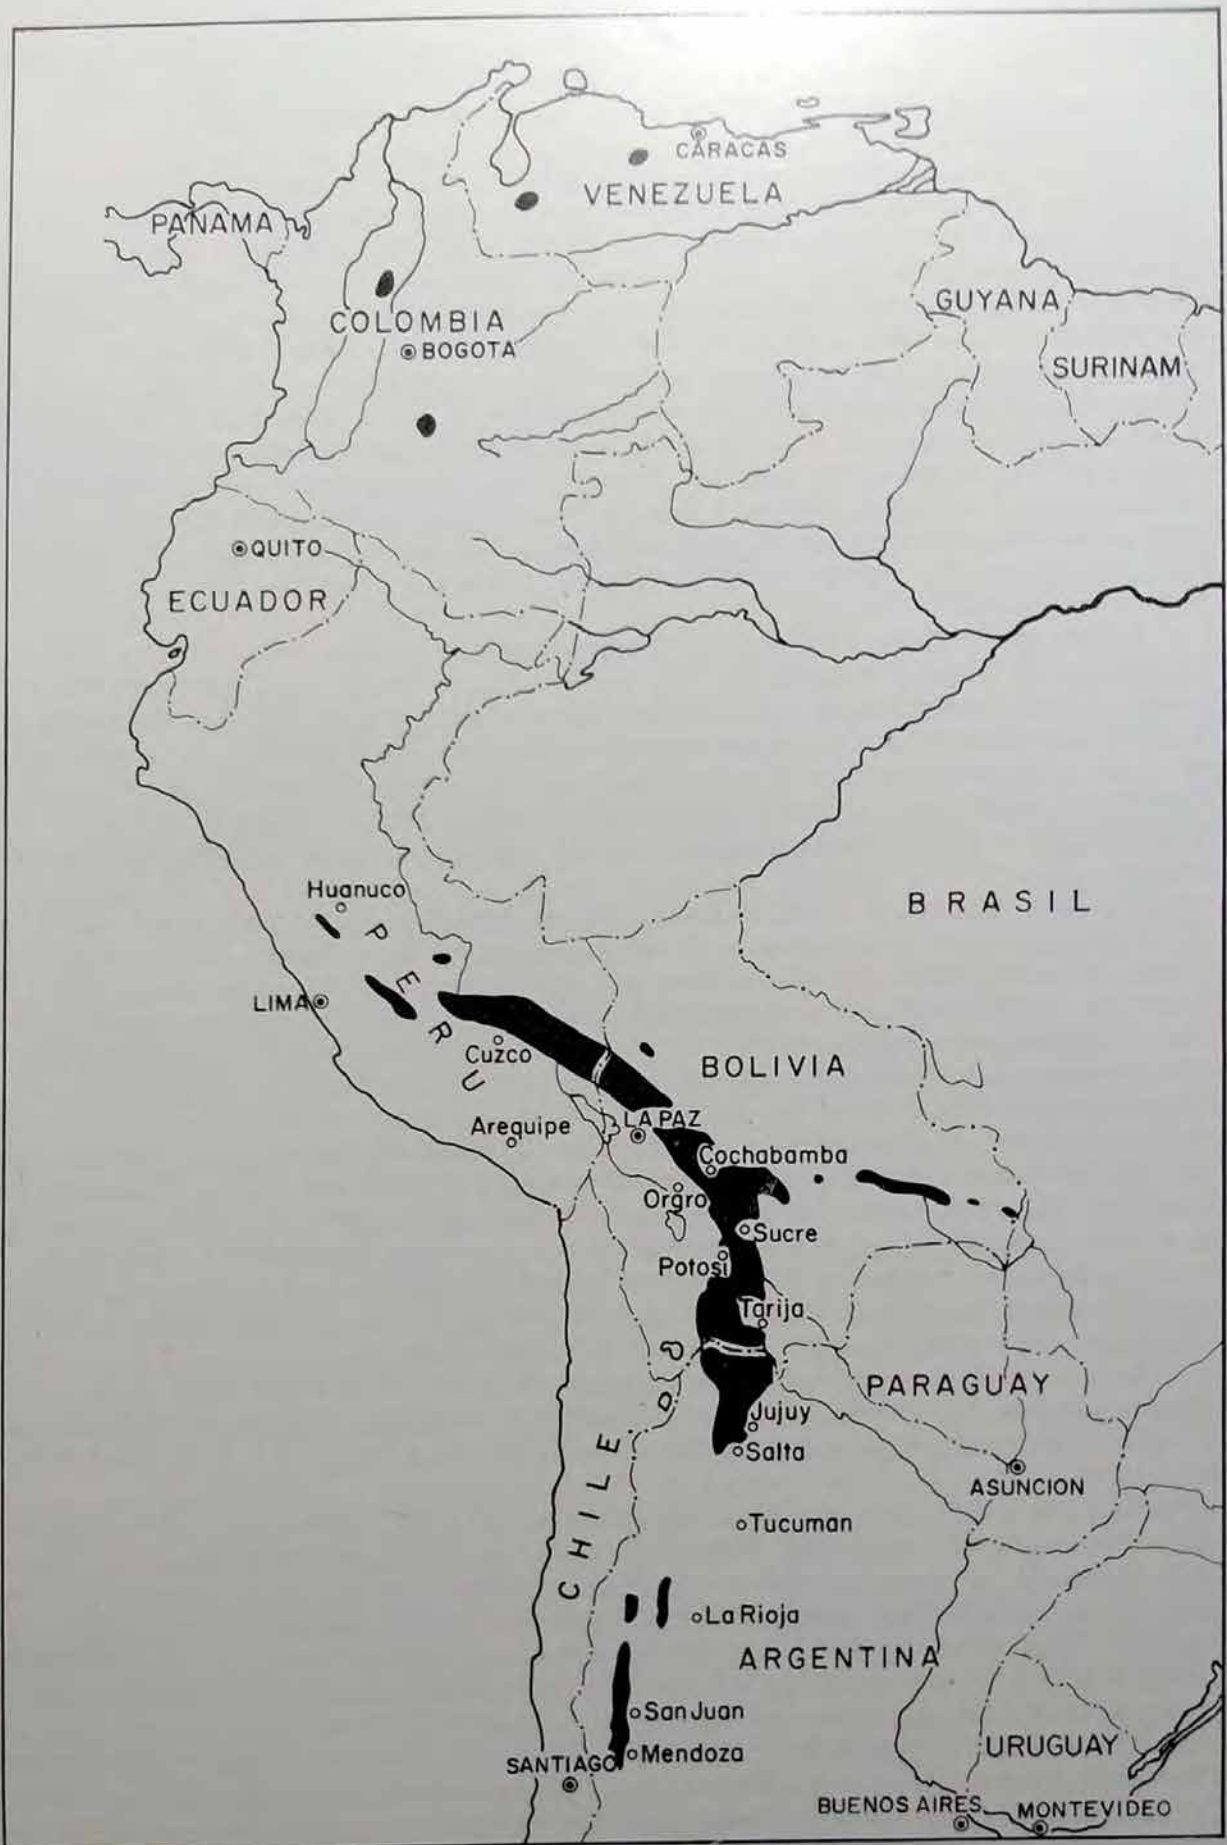 CARACAS
VENEZUELA
PANAMA
GUYANA
COLOMBIA
BOGOTA
SURINAM
QUITO
ECUADOR
Huanuco
BRASIL
PERU
LIMA
Cuzco
BOLIVIA
LA PAZ
Arequipe
Cochabamba
Orgro
Sucre
Potosi
Tarija
PARAGUAY
Jujuy
CHILE
Salta
ASUNCION
Tucuman
La Rioja
ARGENTINA
San Juan
URUGUAY
Mendoza
SANTIAGO
BUENOS AIRES
MONTEVIDEO